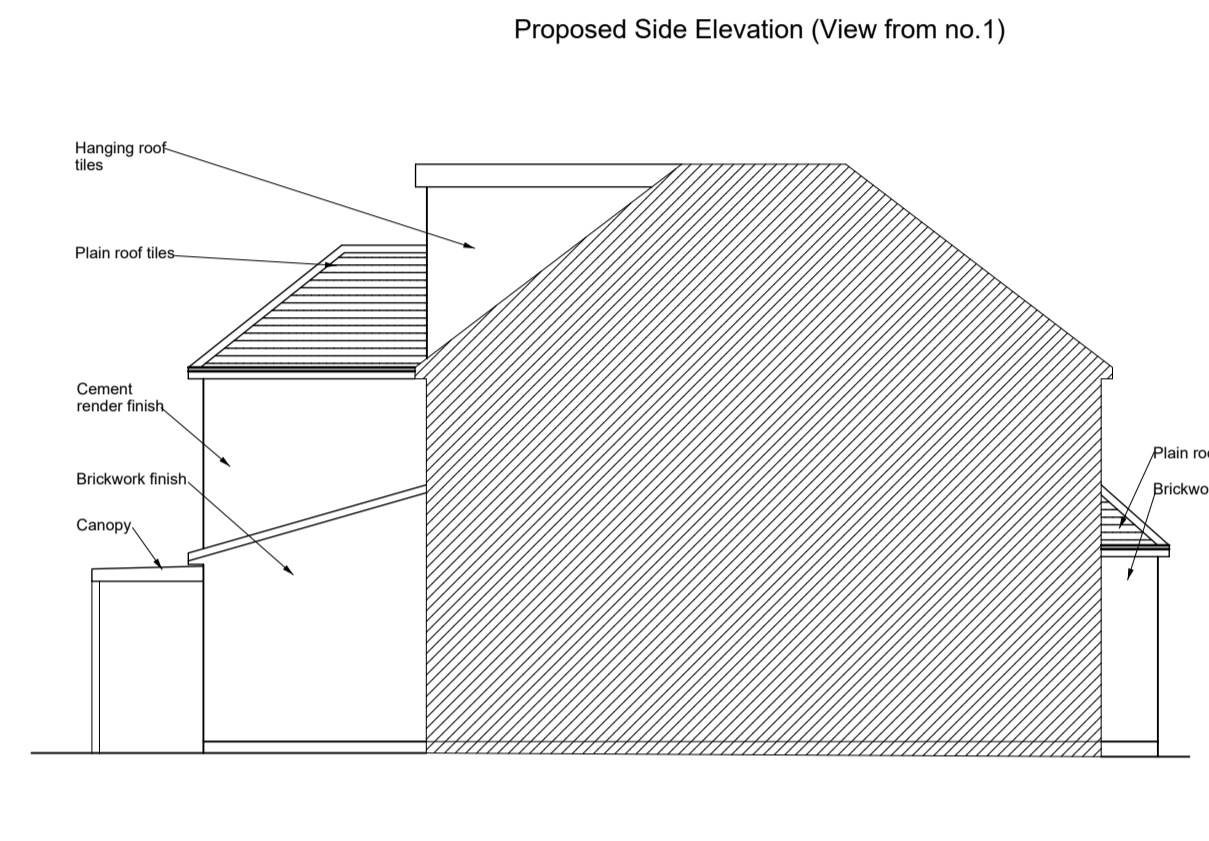 Proposed Side Elevation (View from no.1)
Hanging roof
tiles
Plain roof tiles
Cement
render finish
Brickwork finish
Canopy
Plain